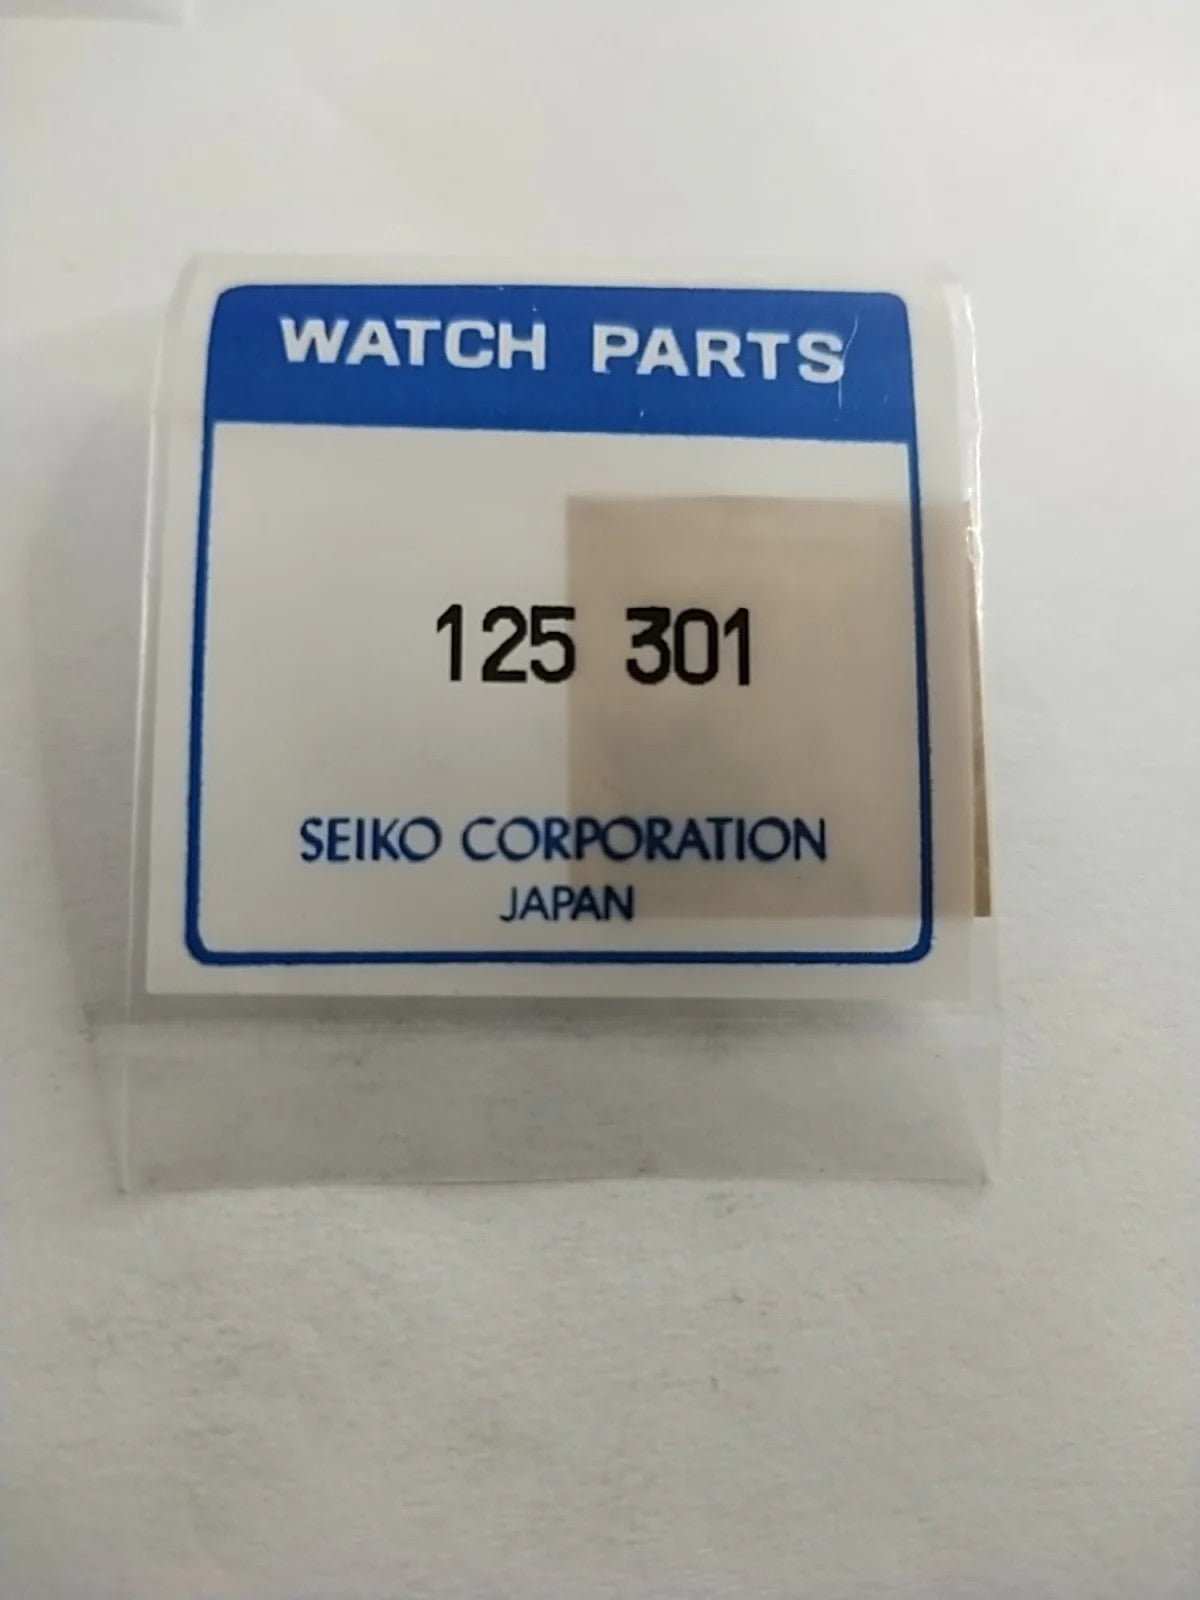 WATCH PARTS
125 301
SEIKO CORPORATION
JAPAN